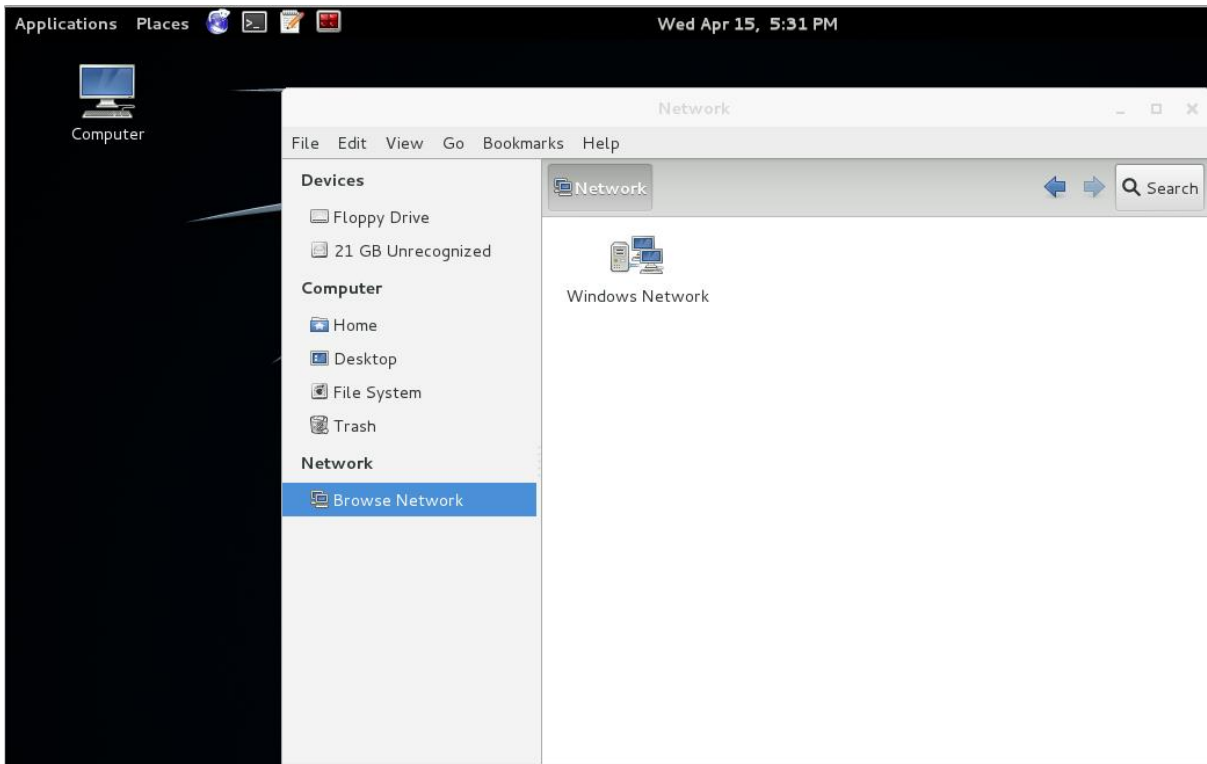 Applications Places Wed Apr 15, 5:31 PM
Computer
Network
File Edit View Go Bookmarks Help
Devices
Floppy Drive
21 GB Unrecognized
Computer
Home
Desktop
File System
Trash
Network
Browse Network
Network
Search
Windows Network